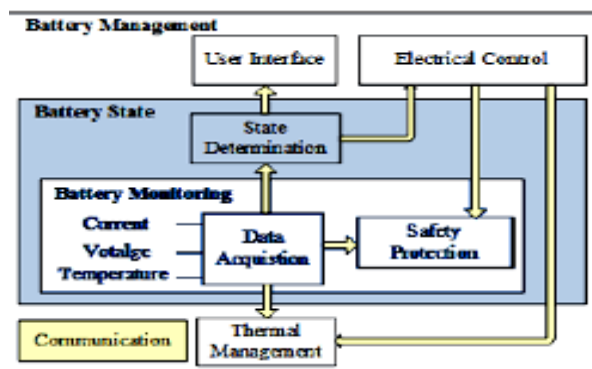 Battery Management
User Interface
Electrical Control
Battery State
State
Determination
Battery Monitoring
Current
Votalge
Temperature
Data
Acquistion
Safety
Protection
Communication
Thermal
Management